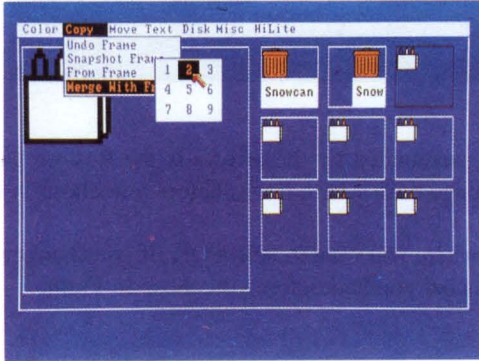 Color Copy Move Text Disk Misc HiLite
Undo Frame
Snapshot Frame
From Frame
Merge With Fr
1 2 3
4 5 6
7 8 9
Snowcan
Snow